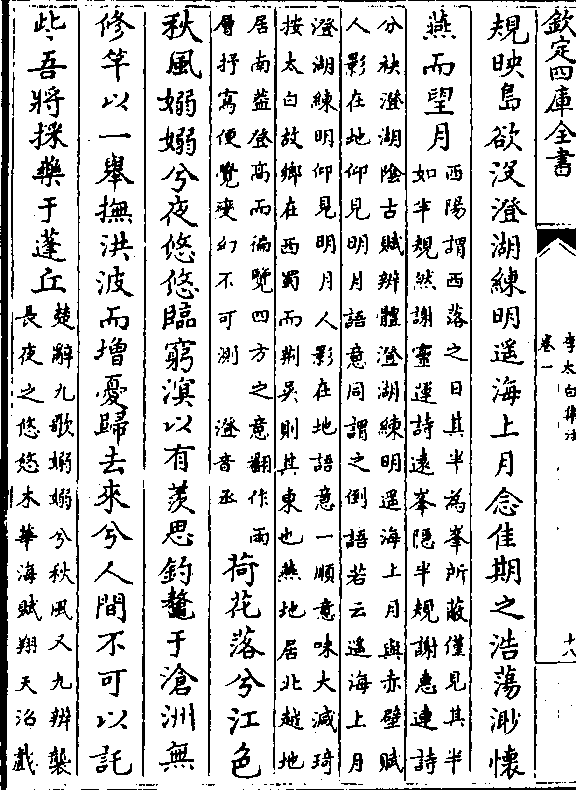 欽定四庫全書
李太白集注
卷一
十八
規映島欲沒澄湖練明遥海上月念佳期之浩蕩渺懷
燕而望月
西陽謂西落之日其半為峯所蔽僅見其半
如半規然謝靈運詩遠峯隠半規謝惠連詩
分袂澄湖陰古賦辨體澄湖練明遥海上月與赤壁賦
人影在地仰見明月語意同謂之倒語若云遥海上月
澄湖練明仰見明月人影在地語意一順意味大減琦
按太白故鄉在西蜀而荆吳則其東也燕地居北越地
居南葢登髙而徧覽四方之意翻作兩
層抒寫便覺變幻不可測 澄音丞
荷花落兮江色
秋風嫋嫋兮夜悠悠臨窮溟以有羡思釣鼇于滄洲無
修竿以一舉撫洪波而增憂歸去來兮人間不可以託
些吾將採藥于蓬丘
楚辭九歌嫋嫋兮秋風又九辨襲
長夜之悠悠木華海賦翔天沼戲